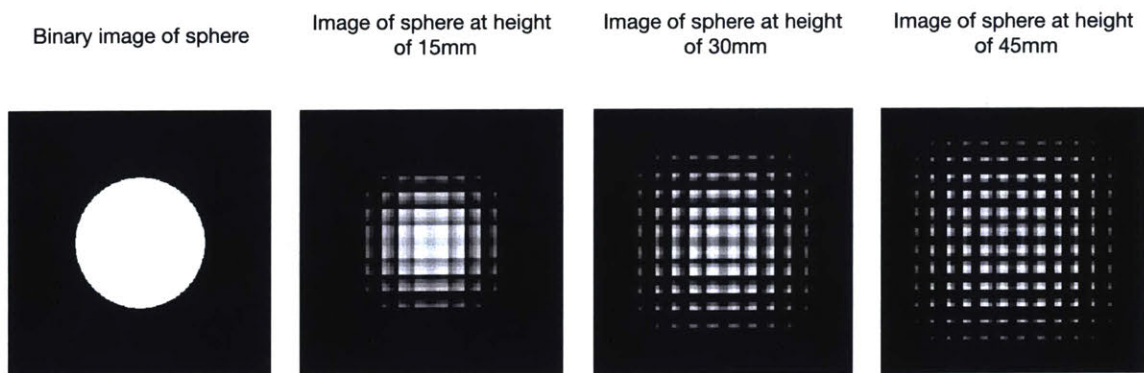 Binary image of sphere
Image of sphere at height
of 15mm
Image of sphere at height
of 30mm
Image of sphere at height
of 45mm